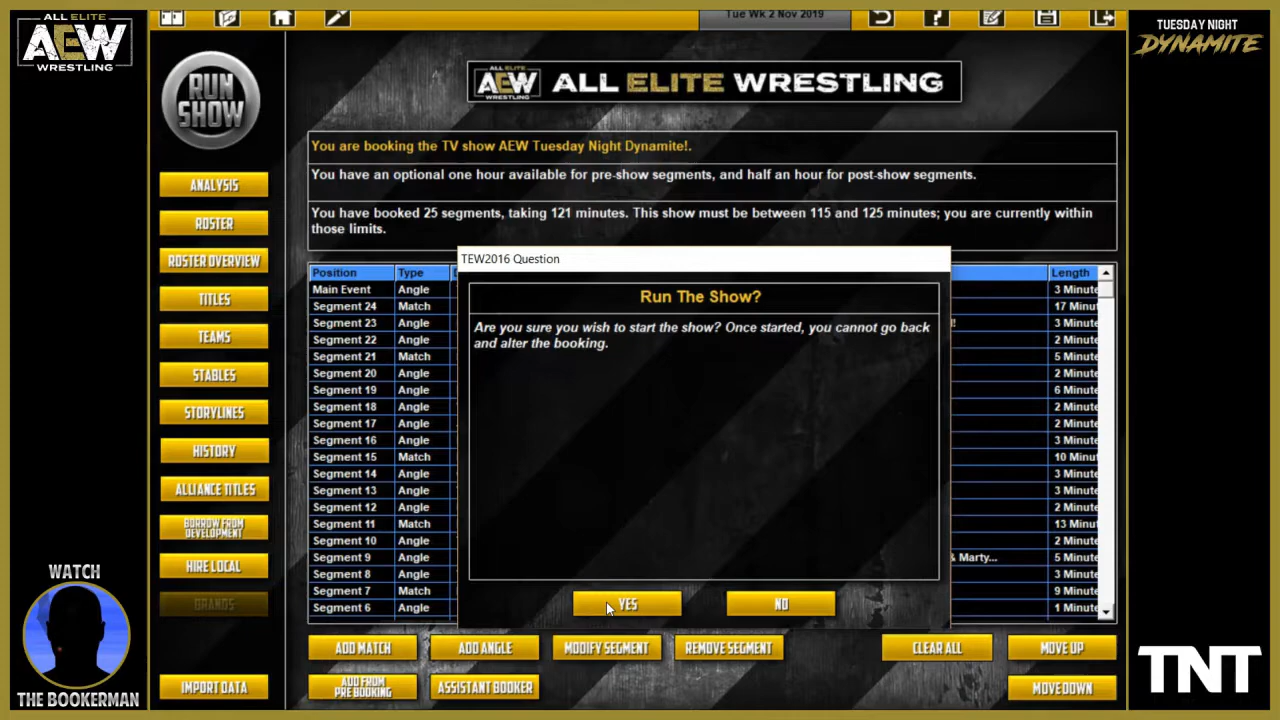 ALL ELITE
AEW
WRESTLING
Tue Wk 2 Nov 2019
TUESDAY NIGHT
DYNAMITE
RUN
SHOW
ALL ELITE
AEW
WRESTLING
ALL ELITE WRESTLING
You are booking the TV show AEW Tuesday Night Dynamite!.
You have an optional one hour available for pre-show segments, and half an hour for post-show segments.
You have booked 25 segments, taking 121 minutes. This show must be between 115 and 125 minutes; you are currently within
those limits.
ANALYSIS
ROSTER
ROSTER OVERVIEW
TITLES
TEAMS
STABLES
STORYLINES
HISTORY
ALLIANCE TITLES
BORROW FROM
DEVELOPMENT
HIRE LOCAL
BRANDS
IMPORT DATA
Position Type Length
Main Event Angle 3 Minute
Segment 24 Match 17 Minut
Segment 23 Angle ! 3 Minute
Segment 22 Angle 2 Minute
Segment 21 Match 5 Minute
Segment 20 Angle 2 Minute
Segment 19 Angle 6 Minute
Segment 18 Angle 2 Minute
Segment 17 Angle 2 Minute
Segment 16 Angle 3 Minute
Segment 15 Match 10 Minut
Segment 14 Angle 3 Minute
Segment 13 Angle 3 Minute
Segment 12 Angle 2 Minute
Segment 11 Match 13 Minut
Segment 10 Angle 2 Minute
Segment 9 Angle & Marty... 5 Minute
Segment 8 Angle 3 Minute
Segment 7 Match 9 Minute
Segment 6 Angle 1 Minute
TEW2016 Question
Run The Show?
Are you sure you wish to start the show? Once started, you cannot go back
and alter the booking.
YES NO
ADD MATCH ADD ANGLE MODIFY SEGMENT REMOVE SEGMENT CLEAR ALL MOVE UP
ADD FROM
PRE BOOKING
ASSISTANT BOOKER MOVE DOWN
WATCH
THE BOOKERMAN
TNT